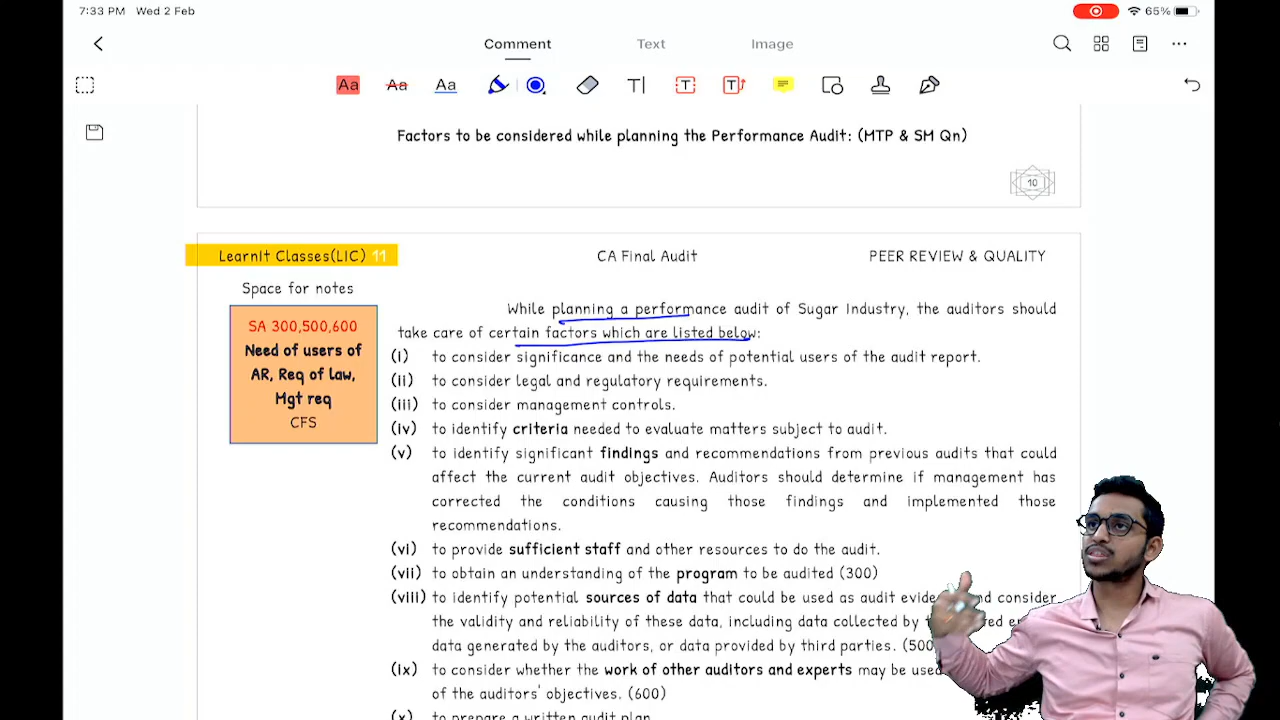 7:33 PM Wed 2 Feb
65%
Comment
Text
Image
Aa
Aa
Aa
T
T
T
Factors to be considered while planning the Performance Audit: (MTP & SM Qn)
10
LearnIt Classes(LIC) 11
CA Final Audit
PEER REVIEW & QUALITY
Space for notes
SA 300,500,600
Need of users of
AR, Req of law,
Mgt req
CFS
While planning a performance audit of Sugar Industry, the auditors should
take care of certain factors which are listed below:
(i) to consider significance and the needs of potential users of the audit report.
(ii) to consider legal and regulatory requirements.
(iii) to consider management controls.
(iv) to identify criteria needed to evaluate matters subject to audit.
(v) to identify significant findings and recommendations from previous audits that could
affect the current audit objectives. Auditors should determine if management has
corrected the conditions causing those findings and implemented those
recommendations.
(vi) to provide sufficient staff and other resources to do the audit.
(vii) to obtain an understanding of the program to be audited (300)
(viii) to identify potential sources of data that could be used as audit consider
the validity and reliability of these data, including data collected by
data generated by the auditors, or data provided by third parties. (500
(ix) to consider whether the work of other auditors and experts may be used
of the auditors' objectives. (600)
(x) to prepare a written audit plan